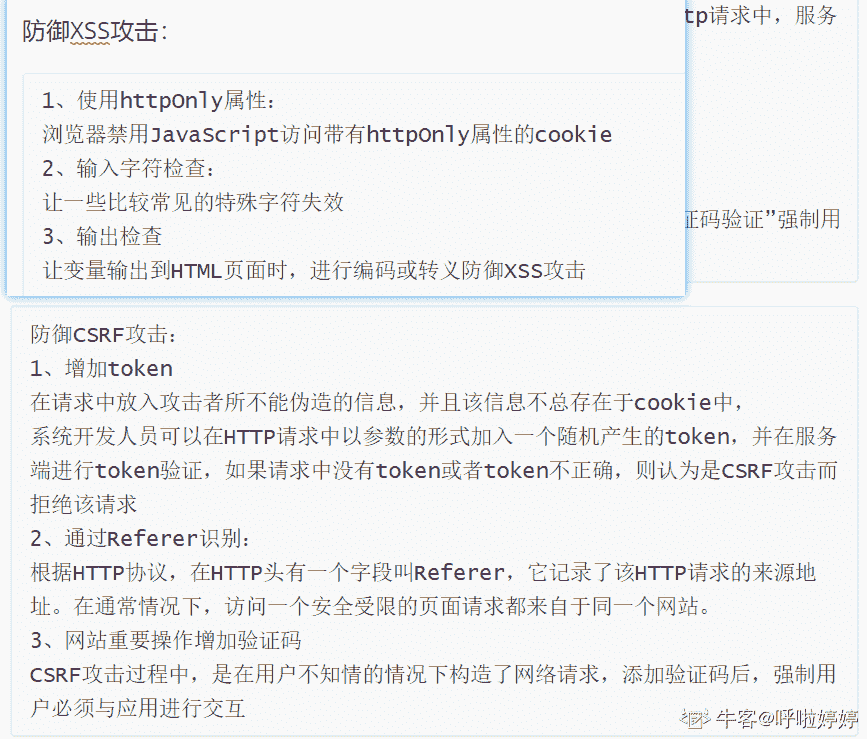 防御XSS攻击：
tp请求中，服务
1、使用httpOnly属性：
浏览器禁用JavaScript访问带有httpOnly属性的cookie
2、输入字符检查：
让一些比较常见的特殊字符失效
证码验证”强制用
3、输出检查
让变量输出到HTML页面时，进行编码或转义防御XSS攻击
防御CSRF攻击：
1、增加token
在请求中放入攻击者所不能伪造的信息，并且该信息不总存在于cookie中，
系统开发人员可以在HTTP请求中以参数的形式加入一个随机产生的token，并在服务
端进行token验证，如果请求中没有token或者token不正确，则认为是CSRF攻击而
拒绝该请求
2、通过Referer识别：
根据HTTP协议，在HTTP头有一个字段叫Referer，它记录了该HTTP请求的来源地
址。在通常情况下，访问一个安全受限的页面请求都来自于同一个网站。
3、网站重要操作增加验证码
CSRF攻击过程中，是在用户不知情的情况下构造了网络请求，添加验证码后，强制用
户必须与应用进行交互
牛客@呼啦婷婷